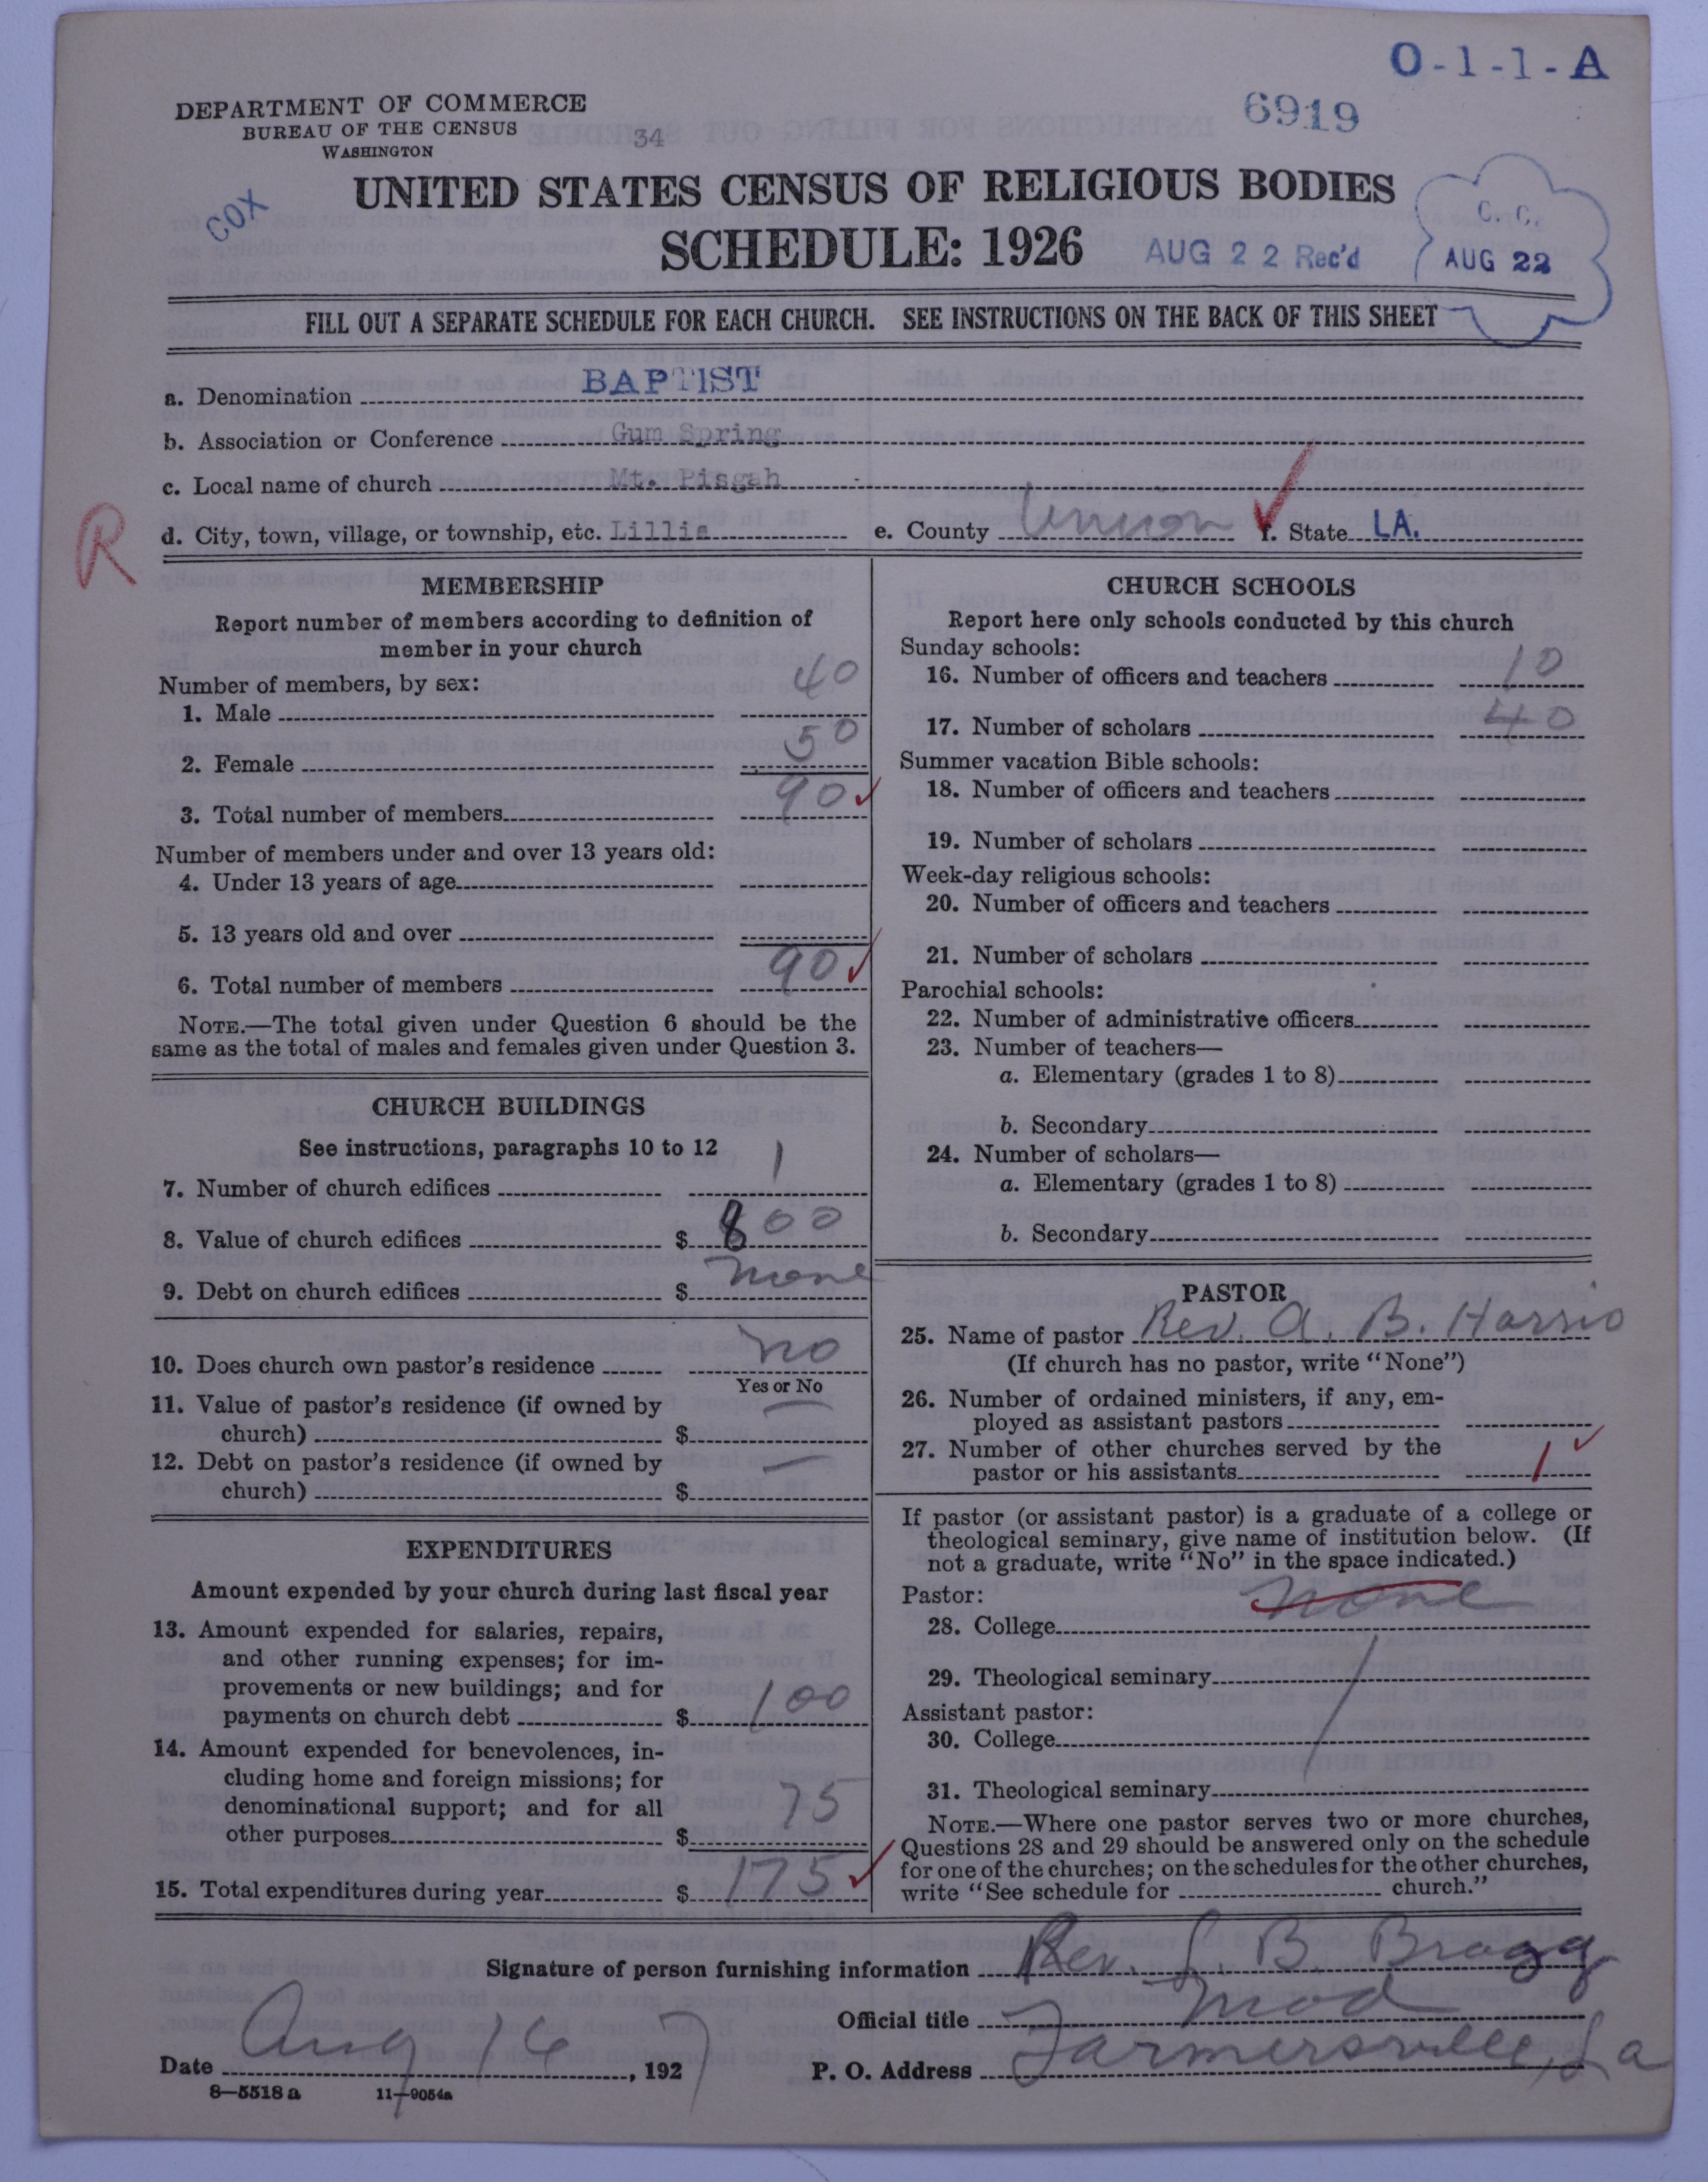 O-1-1-A
DEPARTMENT OF COMMERCE
BUREAU OF THE CENSUS
WASHINGTON
34
6919
COX
UNITED STATES CENSUS OF RELIGIOUS BODIES
SCHEDULE: 1926
AUG 22 Rec'd
C. C.
AUG 22
FILL OUT A SEPARATE SCHEDULE FOR EACH CHURCH. SEE INSTRUCTIONS ON THE BACK OF THIS SHEET
a. Denomination BAPTIST
b. Association or Conference Gum Spring
c. Local name of church Mt. Pisgah
R
d. City, town, village, or township, etc. Lillie e. County Union f. State LA.
MEMBERSHIP
Report number of members according to definition of
member in your church
Number of members, by sex:
1. Male 40
2. Female 50
3. Total number of members 90
Number of members under and over 13 years old:
4. Under 13 years of age
5. 13 years old and over
6. Total number of members 90
NOTE.—The total given under Question 6 should be the
same as the total of males and females given under Question 3.
CHURCH BUILDINGS
See instructions, paragraphs 10 to 12
7. Number of church edifices 1
8. Value of church edifices $ 800
9. Debt on church edifices $ none
10. Does church own pastor's residence no
Yes or No
11. Value of pastor's residence (if owned by
church) $ —
12. Debt on pastor's residence (if owned by
church) $ —
EXPENDITURES
Amount expended by your church during last fiscal year
13. Amount expended for salaries, repairs,
and other running expenses; for im-
provements or new buildings; and for
payments on church debt $ 100
14. Amount expended for benevolences, in-
cluding home and foreign missions; for
denominational support; and for all
other purposes $ 75
15. Total expenditures during year $ 175
CHURCH SCHOOLS
Report here only schools conducted by this church
Sunday schools:
16. Number of officers and teachers 10
17. Number of scholars 40
Summer vacation Bible schools:
18. Number of officers and teachers
19. Number of scholars
Week-day religious schools:
20. Number of officers and teachers
21. Number of scholars
Parochial schools:
22. Number of administrative officers
23. Number of teachers—
a. Elementary (grades 1 to 8)
b. Secondary
24. Number of scholars—
a. Elementary (grades 1 to 8)
b. Secondary
PASTOR
25. Name of pastor Rev. A. B. Harris
(If church has no pastor, write "None")
26. Number of ordained ministers, if any, em-
ployed as assistant pastors
27. Number of other churches served by the
pastor or his assistants 1
If pastor (or assistant pastor) is a graduate of a college or
theological seminary, give name of institution below. (If
not a graduate, write "No" in the space indicated.)
Pastor: none
28. College
29. Theological seminary
Assistant pastor:
30. College
31. Theological seminary
NOTE.—Where one pastor serves two or more churches,
Questions 28 and 29 should be answered only on the schedule
for one of the churches; on the schedules for the other churches,
write "See schedule for church."
Signature of person furnishing information Rev. L. B. Bragg
Official title Mod
Date Aug 16, 1927 P. O. Address Farmersville, La
8—5518 a 11—9054a